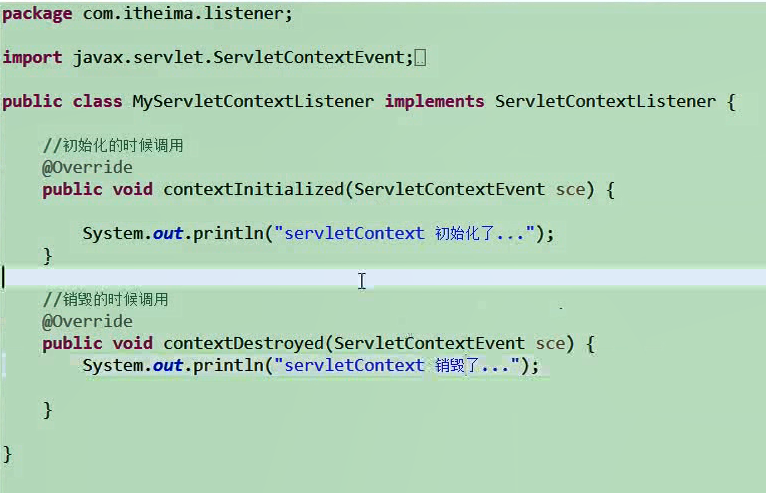 package com.itheima.listener;
import javax.servlet.ServletContextEvent;
public class MyServletContextListener implements ServletContextListener {
//初始化的时候调用
@Override
public void contextInitialized(ServletContextEvent sce) {
System.out.println("servletContext 初始化了...");
}
//销毁的时候调用
@Override
public void contextDestroyed(ServletContextEvent sce) {
System.out.println("servletContext 销毁了...");
}
}